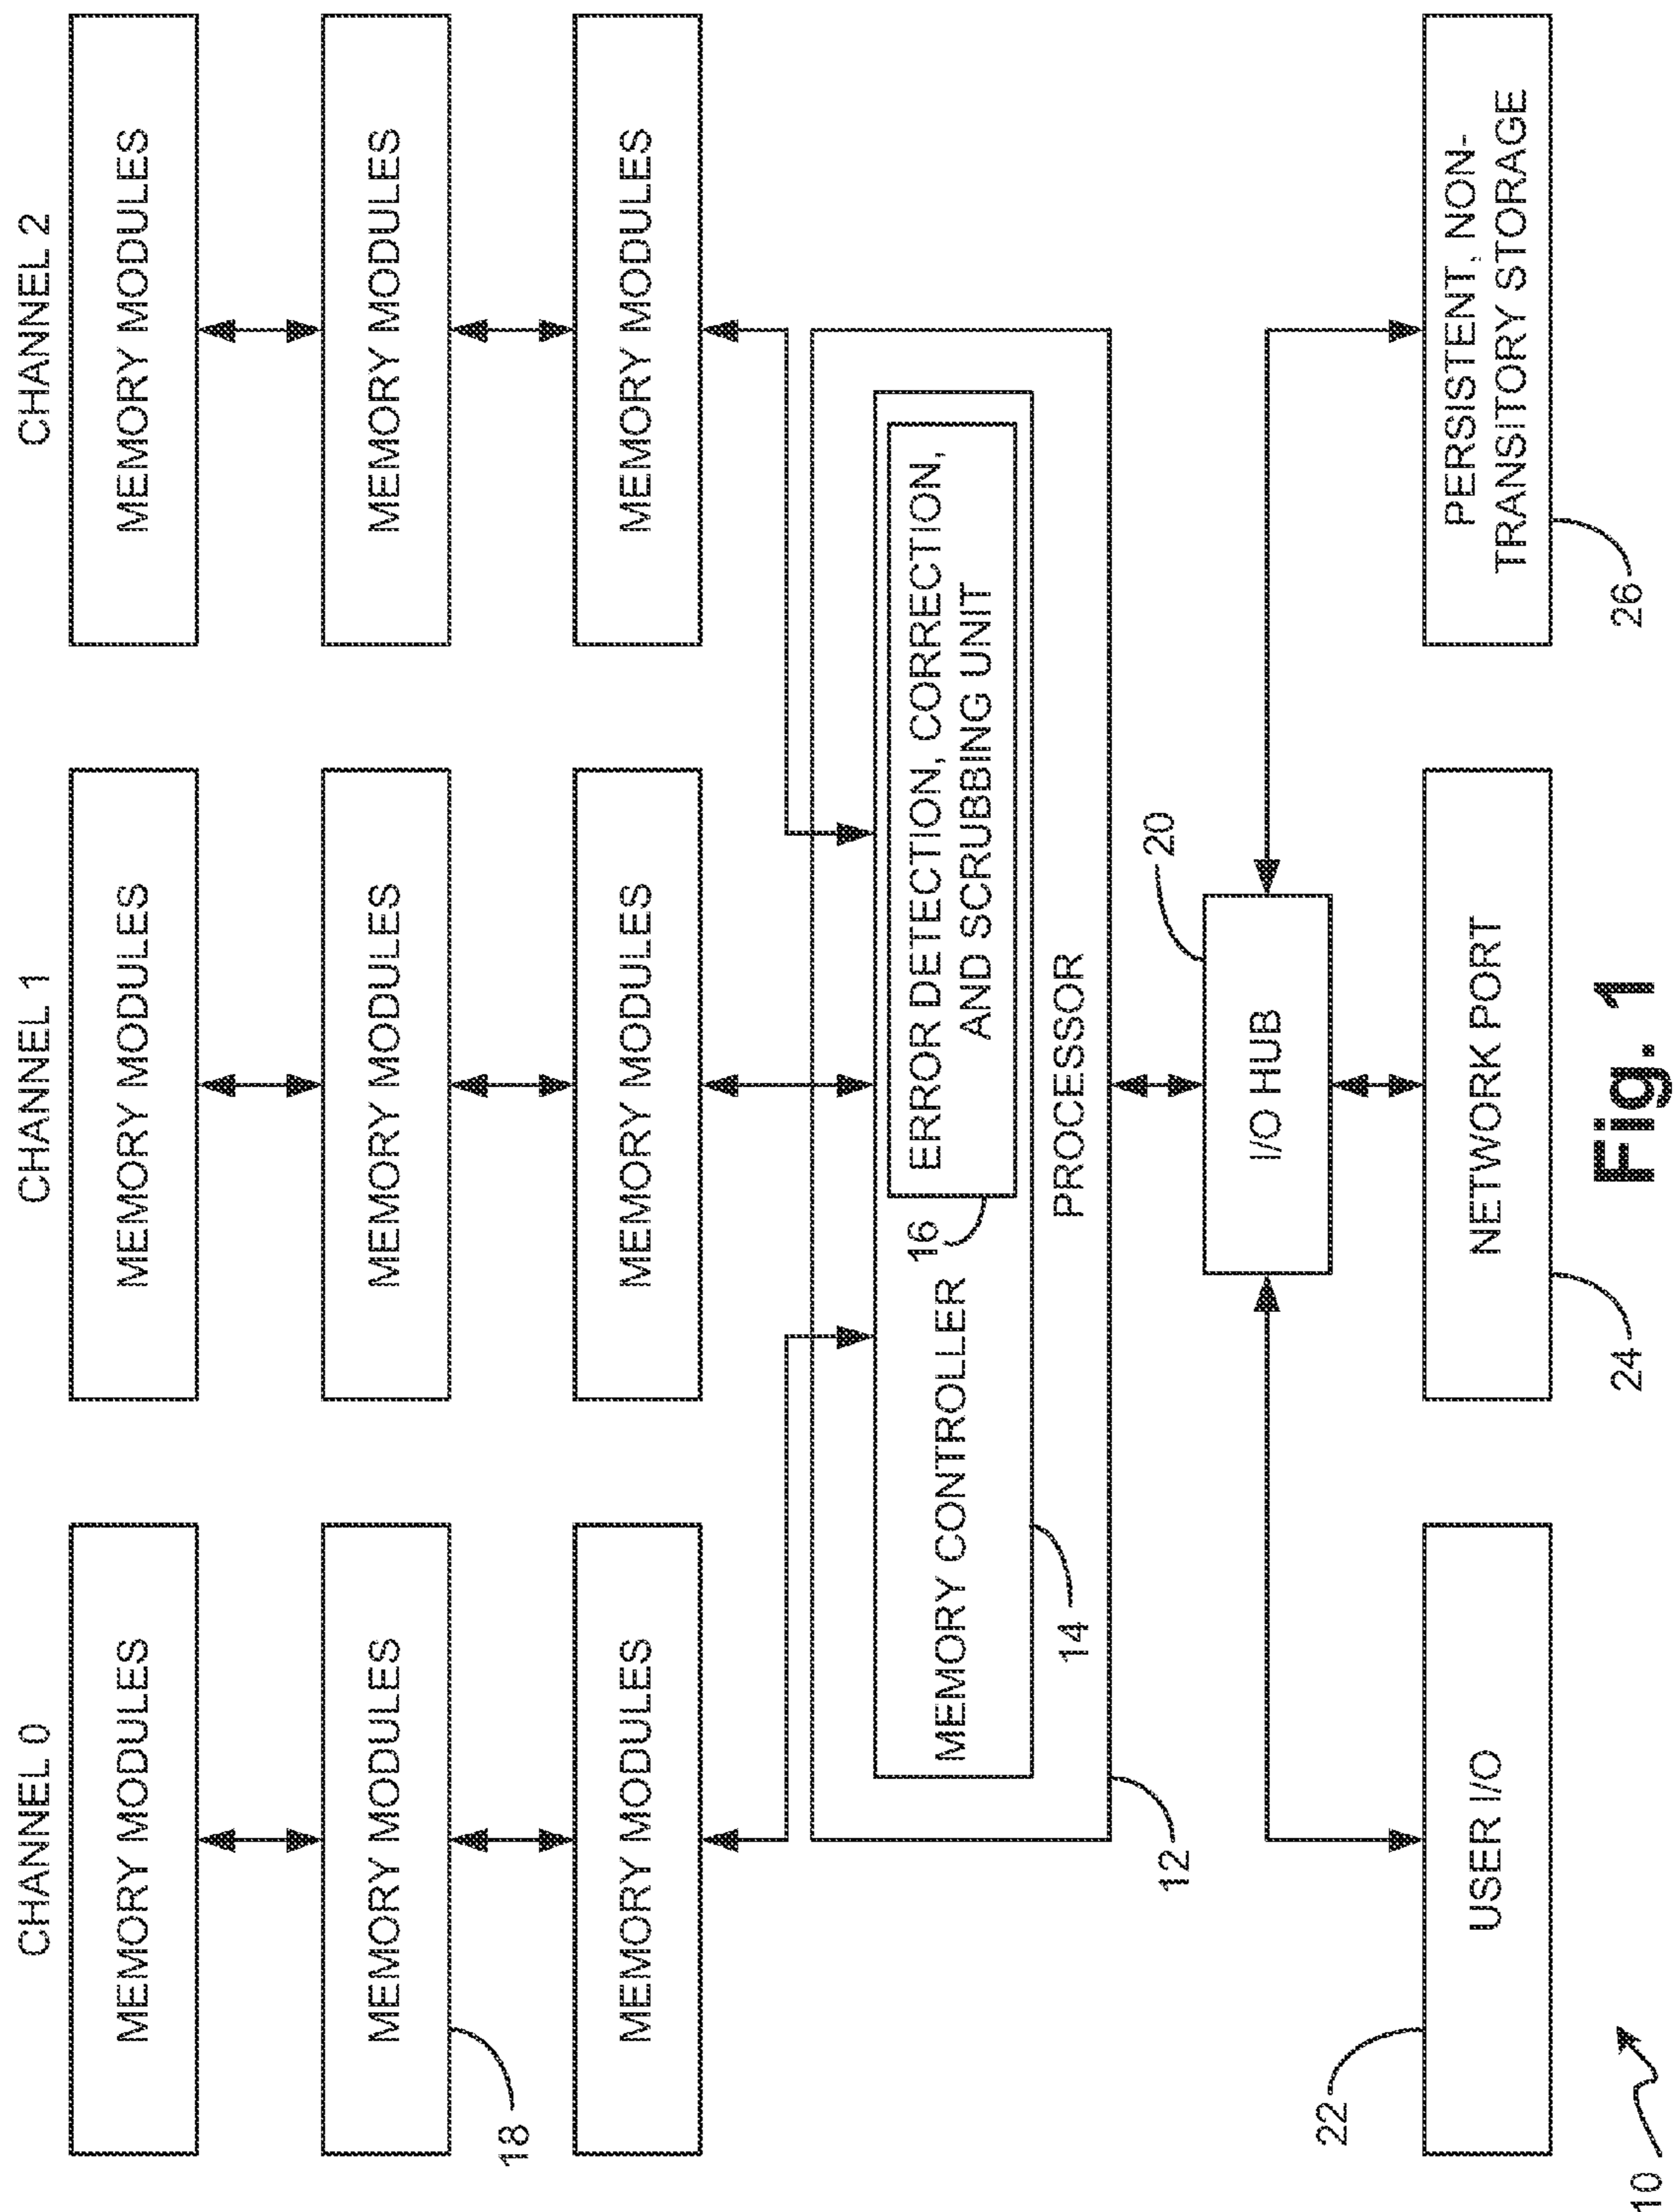 CHANNEL 0
CHANNEL 1
CHANNEL 2
MEMORY MODULES
MEMORY MODULES
MEMORY MODULES
MEMORY MODULES
MEMORY MODULES
MEMORY MODULES
18
MEMORY MODULES
MEMORY MODULES
MEMORY MODULES
MEMORY CONTROLLER
16
ERROR DETECTION, CORRECTION,
AND SCRUBBING UNIT
14
PROCESSOR
12
20
I/O HUB
22
USER I/O
NETWORK PORT
PERSISTENT, NON-
TRANSITORY STORAGE
24
26
10
Fig. 1